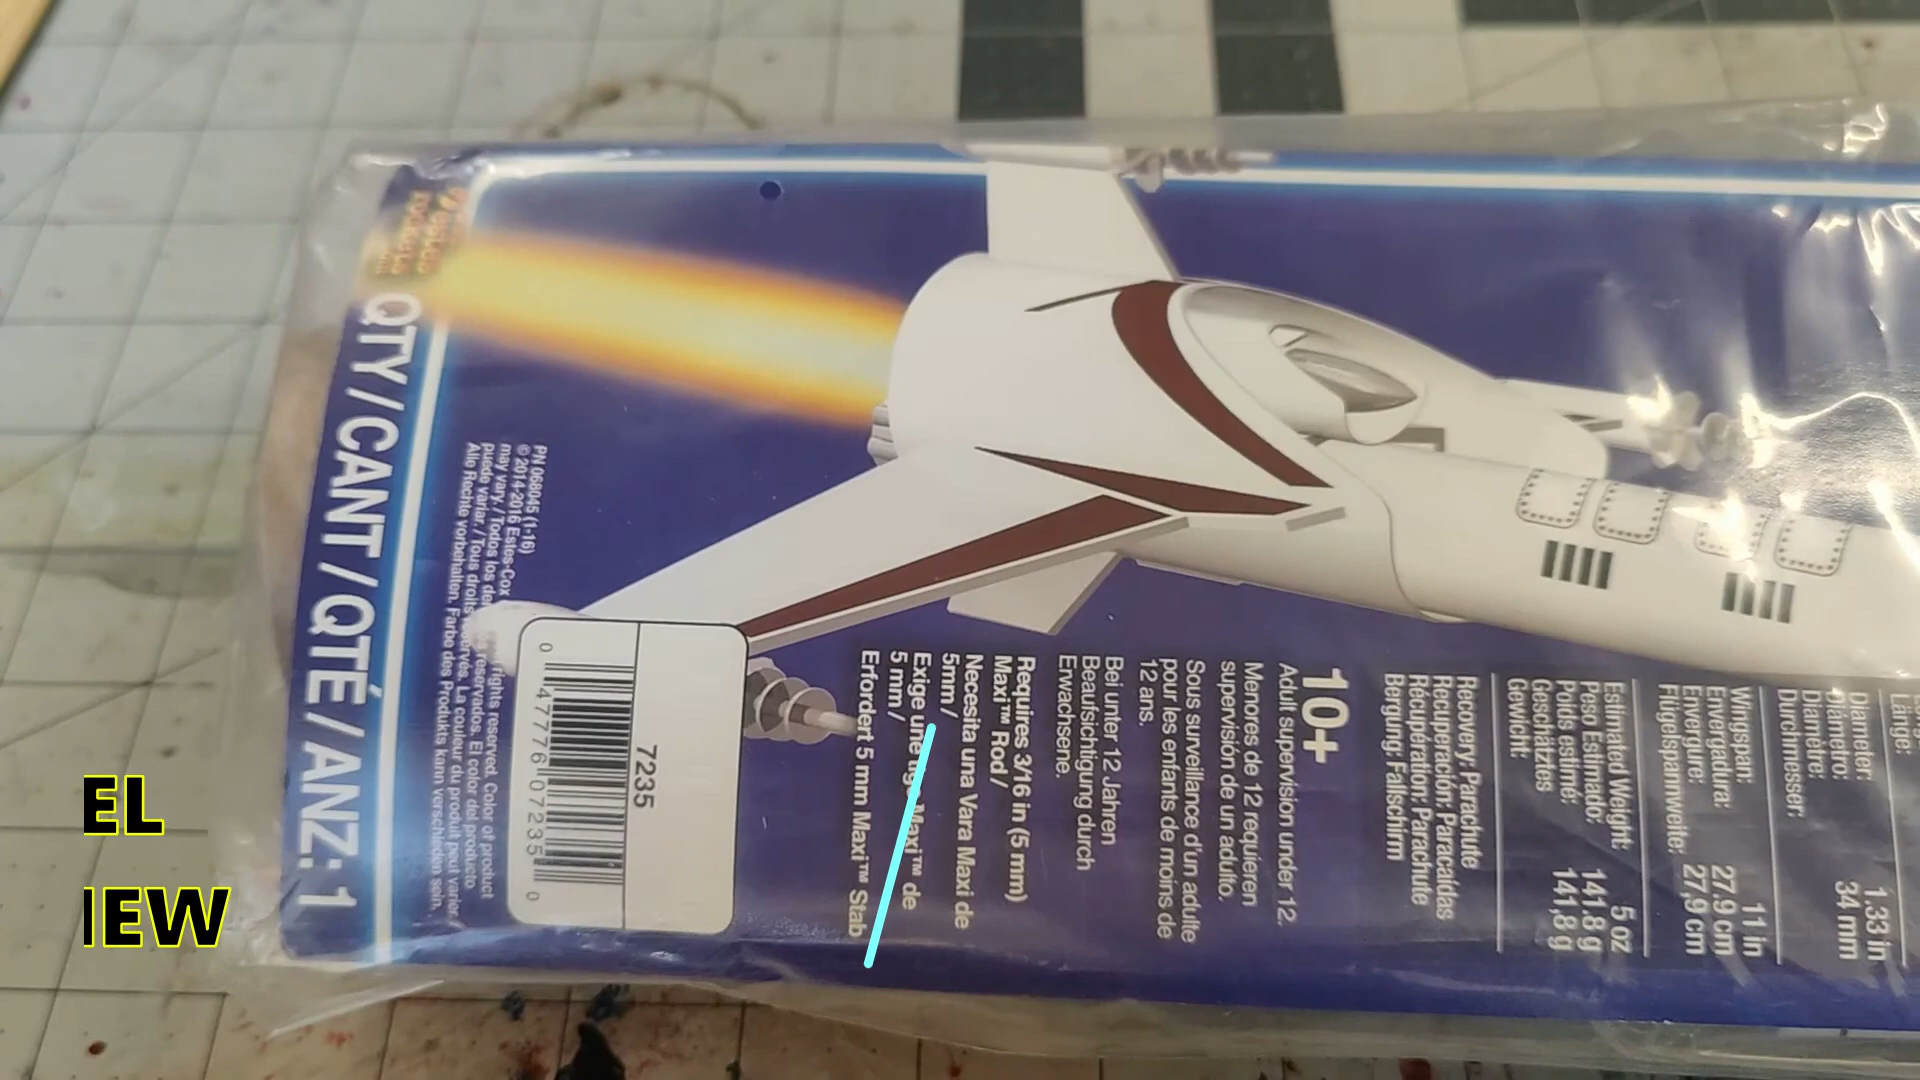 Länge:
Diameter: 1.33 in
Diámetro: 34 mm
Diamètre:
Durchmesser:
Wingspan: 11 in
Envergadura: 27.9 cm
Envergure: 27,9 cm
Flügelspannweite:
Estimated Weight: 5 oz
Peso Estimado: 141.8 g
Poids estimé: 141,8 g
Geschätztes
Gewicht:
Recovery: Parachute
Recuperación: Paracaídas
Récupération: Parachute
Bergung: Fallschirm
10+
Adult supervision under 12.
Menores de 12 requieren
supervisión de un adulto.
Sous surveillance d'un adulte
pour les enfants de moins de
12 ans.
Bei unter 12 Jahren
Beaufsichtigung durch
Erwachsene.
Requires 3/16 in (5 mm)
Maxi™ Rod /
Necesita una Vara Maxi de
5mm /
Exige une Maxi™ de
5 mm /
Erfordert 5 mm Maxi™ Stab
7235
0 47776 07235 0
PN 068045 (1-16)
© 2014-2016 Estes-Cox rights reserved. Color of product
may vary. / Todos los reservados. El color del producto
puede variar. / Tous droits réservés. La couleur du produit peut varier. /
Alle Rechte vorbehalten. Farbe des Produkts kann verschieden sein.
QTY/CANT/QTÉ/ANZ: 1
EL
IEW